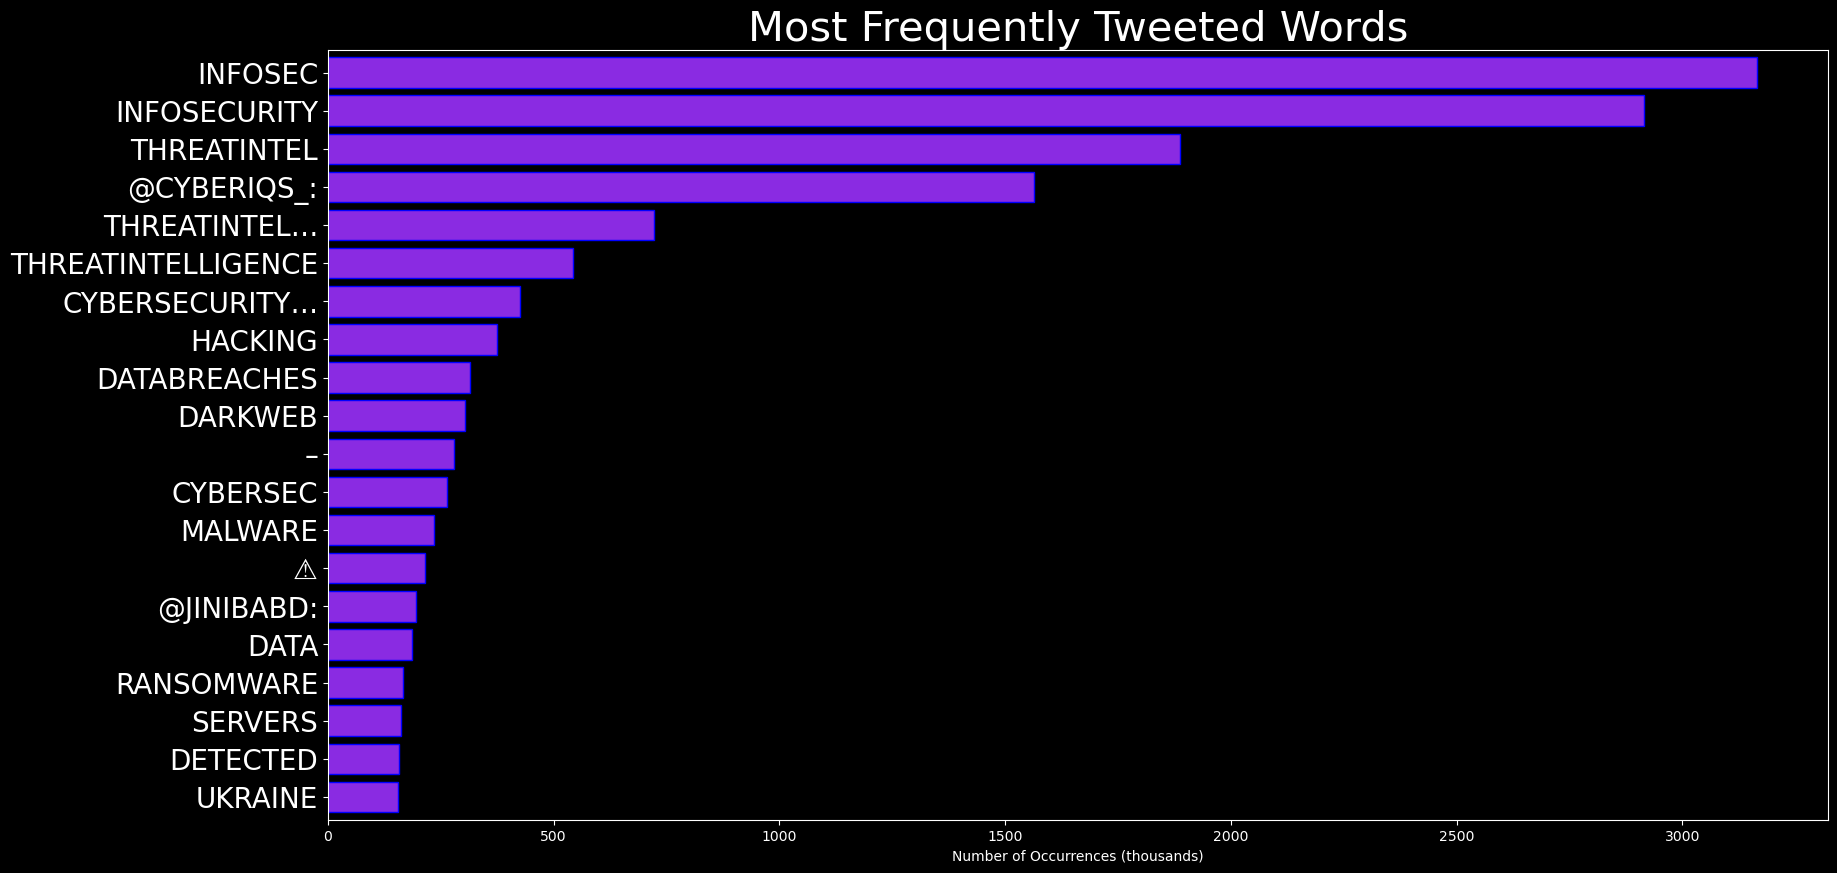 Most Frequently Tweeted Words
INFOSEC
INFOSECURITY
THREATINTEL
@CYBERIQS_:
THREATINTEL…
THREATINTELLIGENCE
CYBERSECURITY…
HACKING
DATABREACHES
DARKWEB
–
CYBERSEC
MALWARE
⚠
@JINIBABD:
DATA
RANSOMWARE
SERVERS
DETECTED
UKRAINE
0 500 1000 1500 2000 2500 3000
Number of Occurrences (thousands)